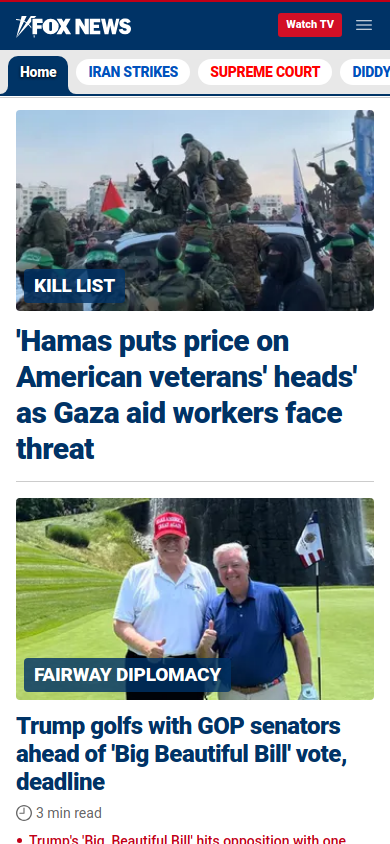 FOX NEWS
Watch TV
Home
IRAN STRIKES
SUPREME COURT
DIDDY
KILL LIST
'Hamas puts price on
American veterans' heads'
as Gaza aid workers face
threat
FAIRWAY DIPLOMACY
Trump golfs with GOP senators
ahead of 'Big Beautiful Bill' vote,
deadline
3 min read
• Trump's 'Big, Beautiful Bill' hits opposition with one